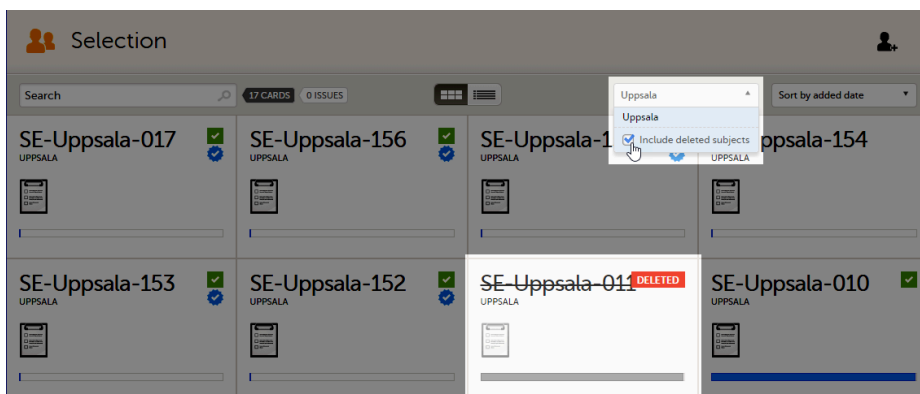 Selection
Search
17 CARDS
0 ISSUES
Uppsala
Sort by added date
Uppsala
Include deleted subjects
SE-Uppsala-017
UPPSALA
SE-Uppsala-156
UPPSALA
SE-Uppsala-1
UPPSALA
ppsala-154
UPPSALA
SE-Uppsala-153
UPPSALA
SE-Uppsala-152
UPPSALA
SE-Uppsala-011
DELETED
UPPSALA
SE-Uppsala-010
UPPSALA